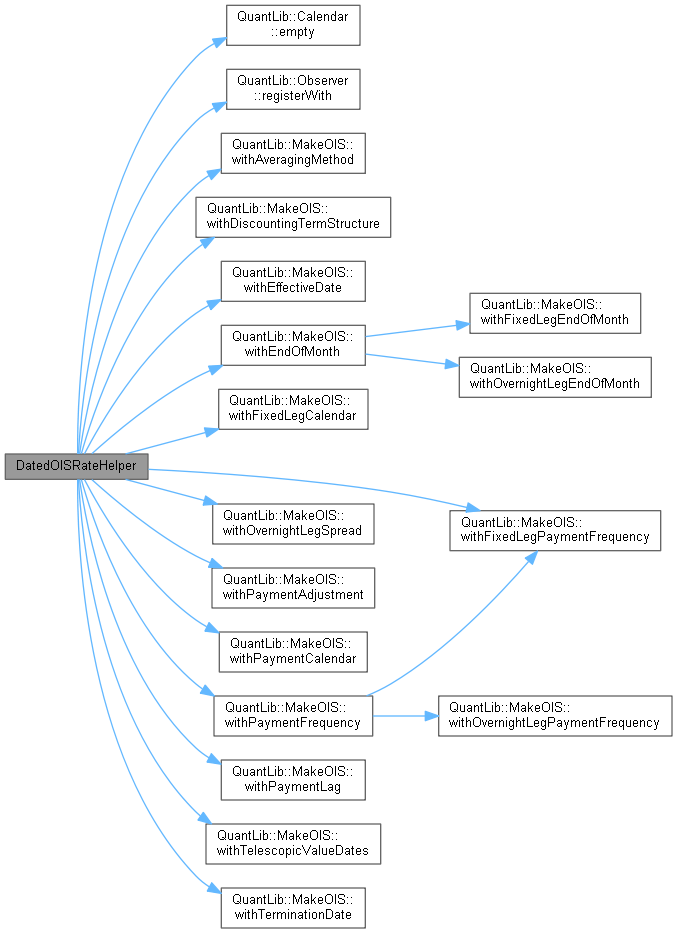 QuantLib::Calendar
::empty
QuantLib::Observer
::registerWith
QuantLib::MakeOIS::
withAveragingMethod
QuantLib::MakeOIS::
withDiscountingTermStructure
QuantLib::MakeOIS::
withEffectiveDate
QuantLib::MakeOIS::
withEndOfMonth
QuantLib::MakeOIS::
withFixedLegEndOfMonth
QuantLib::MakeOIS::
withOvernightLegEndOfMonth
QuantLib::MakeOIS::
withFixedLegCalendar
DatedOISRateHelper
QuantLib::MakeOIS::
withOvernightLegSpread
QuantLib::MakeOIS::
withFixedLegPaymentFrequency
QuantLib::MakeOIS::
withPaymentAdjustment
QuantLib::MakeOIS::
withPaymentCalendar
QuantLib::MakeOIS::
withPaymentFrequency
QuantLib::MakeOIS::
withOvernightLegPaymentFrequency
QuantLib::MakeOIS::
withPaymentLag
QuantLib::MakeOIS::
withTelescopicValueDates
QuantLib::MakeOIS::
withTerminationDate